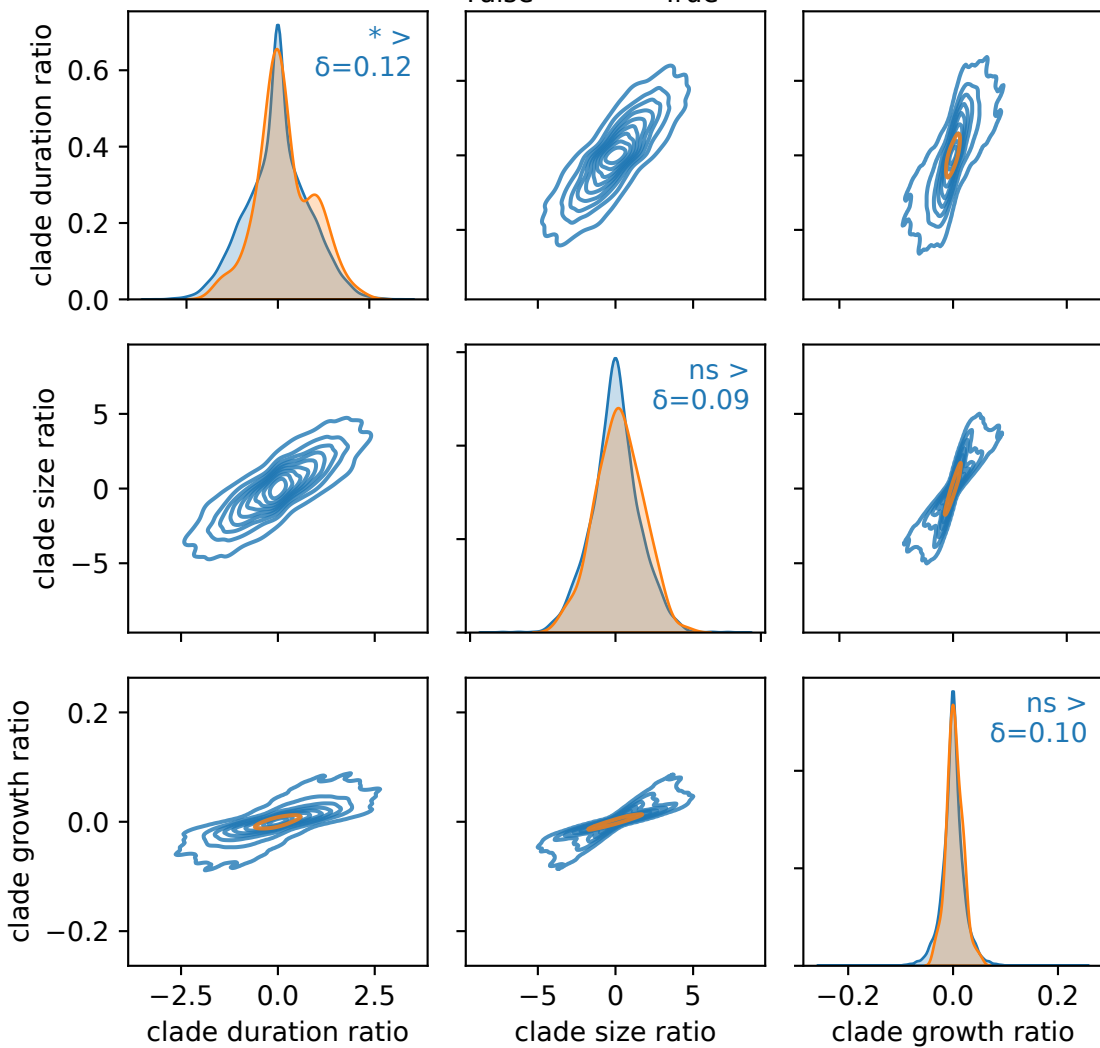 clade duration ratio
0.6
0.4
0.2
0.0
* >
δ=0.12
clade size ratio
5
0
−5
ns >
δ=0.09
clade growth ratio
0.2
0.0
−0.2
ns >
δ=0.10
−2.5 0.0 2.5
−5 0 5
−0.2 0.0 0.2
clade duration ratio
clade size ratio
clade growth ratio